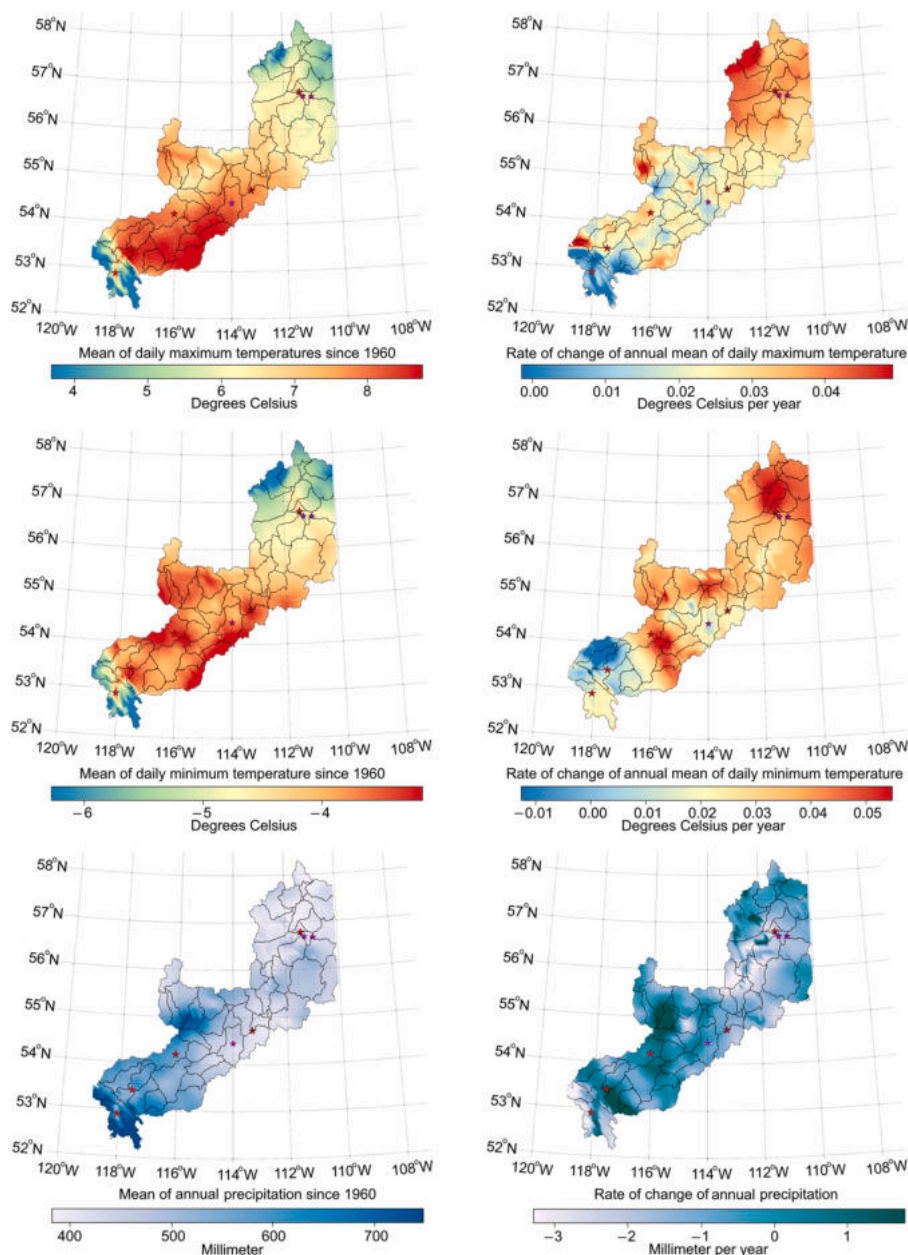 58°N
57°N
56°N
55°N
54°N
53°N
52°N
120°W 118°W 116°W 114°W 112°W 110°W 108°W
Mean of daily maximum temperatures since 1960
4 5 6 7 8
Degrees Celsius
58°N
57°N
56°N
55°N
54°N
53°N
52°N
120°W 118°W 116°W 114°W 112°W 110°W 108°W
Rate of change of annual mean of daily maximum temperature
0.00 0.01 0.02 0.03 0.04
Degrees Celsius per year
58°N
57°N
56°N
55°N
54°N
53°N
52°N
120°W 118°W 116°W 114°W 112°W 110°W 108°W
Mean of daily minimum temperature since 1960
−6 −5 −4
Degrees Celsius
58°N
57°N
56°N
55°N
54°N
53°N
52°N
120°W 118°W 116°W 114°W 112°W 110°W 108°W
Rate of change of annual mean of daily minimum temperature
−0.01 0.00 0.01 0.02 0.03 0.04 0.05
Degrees Celsius per year
58°N
57°N
56°N
55°N
54°N
53°N
52°N
120°W 118°W 116°W 114°W 112°W 110°W 108°W
Mean of annual precipitation since 1960
400 500 600 700
Millimeter
58°N
57°N
56°N
55°N
54°N
53°N
52°N
120°W 118°W 116°W 114°W 112°W 110°W 108°W
Rate of change of annual precipitation
−3 −2 −1 0 1
Millimeter per year